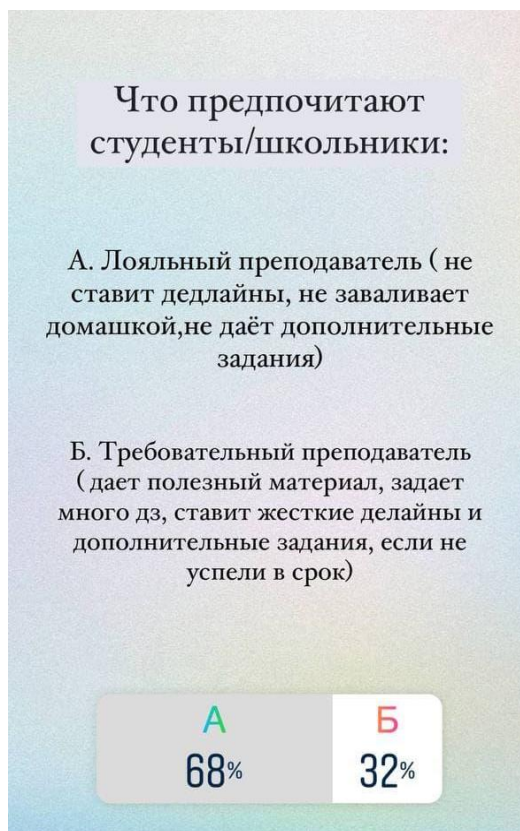 Что предпочитают
студенты/школьники:
А. Лояльный преподаватель ( не
ставит дедлайны, не заваливает
домашкой,не даёт дополнительные
задания)
Б. Требовательный преподаватель
( дает полезный материал, задает
много дз, ставит жесткие делайны и
дополнительные задания, если не
успели в срок)
А Б
68% 32%